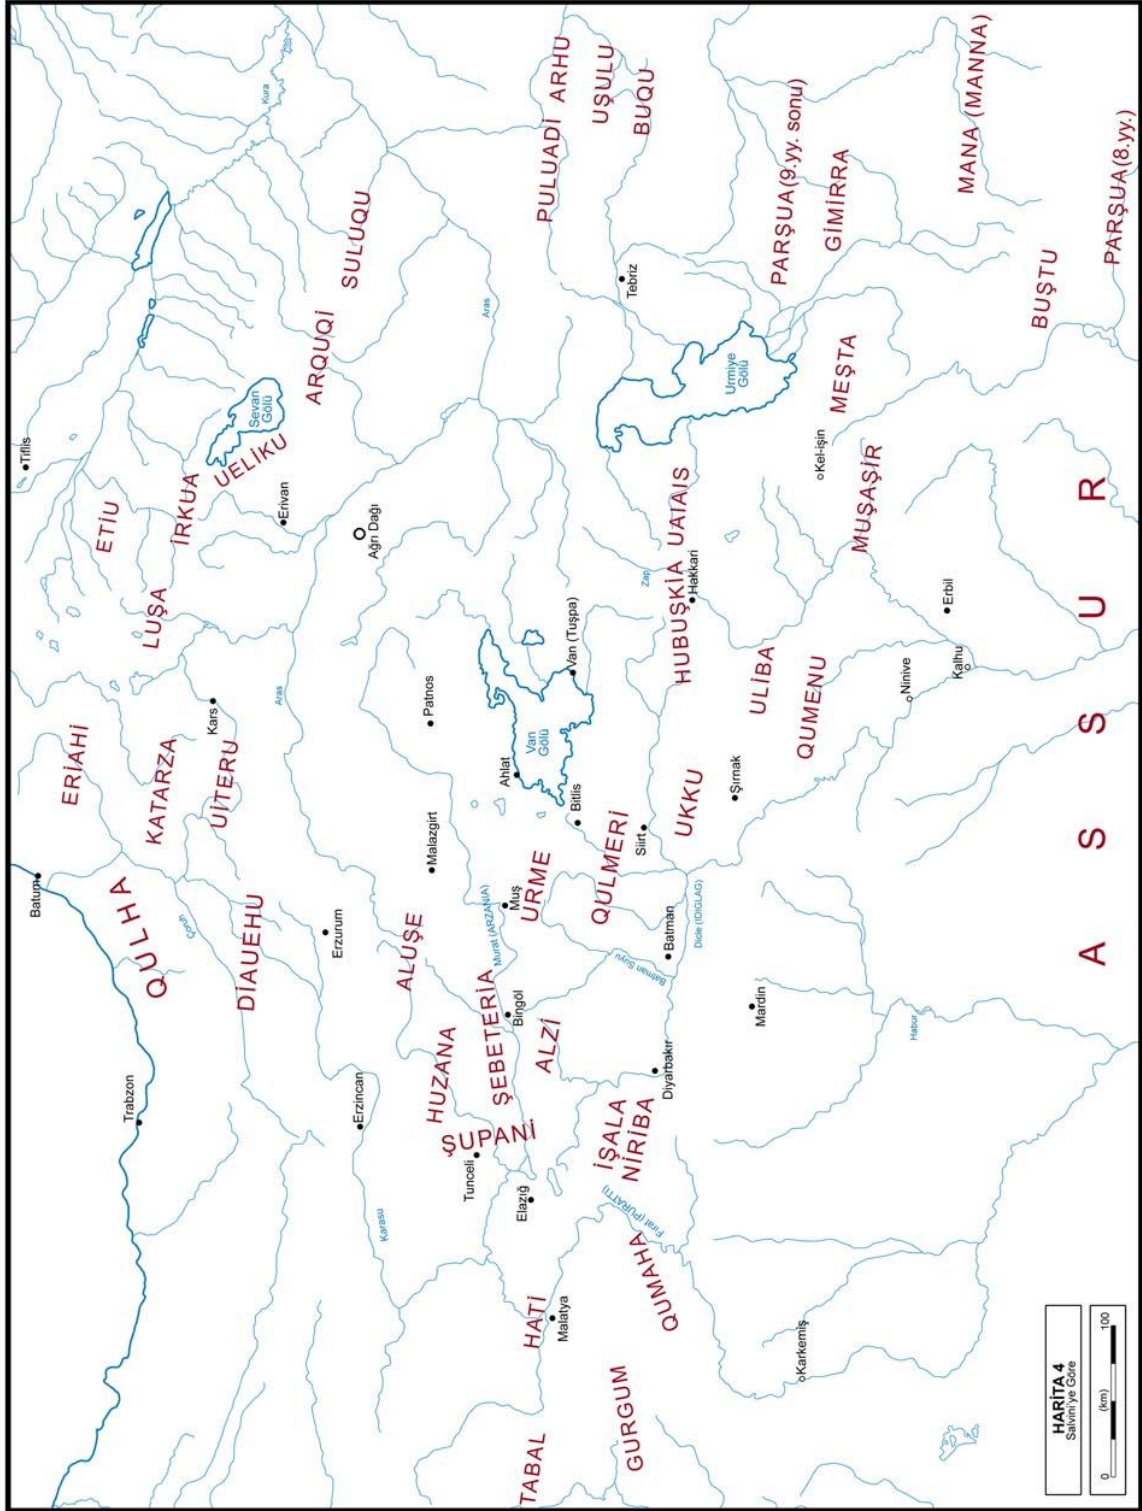 Batum
Tiflis
ERİAHİ
ETİU
Trabzon
QULHA
KATARZA
LUŞA
İRKUA
Çoruh
DİAUEHU
UİTERU
Kars
UELİKU
Sevan
Gölü
Kura
Aras
Erivan
Erzurum
ARQUQİ
SULUQU
Erzincan
Ağrı Dağı
Karasu
ALUŞE
HUZANA
Malazgirt
Patnos
Tunceli
ŞUPANİ
ŞEBETERİA
Murat (ARZANIA)
Muş
Bingöl
Ahlat
Aras
Elazığ
TABAL
HATİ
Malatya
ALZİ
URME
Van
Gölü
Van (Tuşpa)
PULUADİ
ARHU
Bitlis
UŞULU
İŞALA
NİRİBA
QULMERİ
Siirt
Tebriz
BUQU
GURGUM
QUMAHA
Fırat (PURATTI)
Batman Suyu
Diyarbakır
Batman
Zap
HUBUŞKIA
UAIAIS
Hakkari
UKKU
Dicle (IDIGLAG)
Urmiye
Gölü
Şırnak
Mardin
ULİBA
PARŞUA(9.yy. sonu)
Karkemiş
QUMENU
Kel-işin
MEŞTA
GİMİRRA
MUŞAŞİR
Habur
Ninive
Kalhu
Erbil
MANA (MANNA)
BUŞTU
ASSUR
PARŞUA(8.yy.)
HARİTA 4
Salvini'ye Göre
0 (km) 100